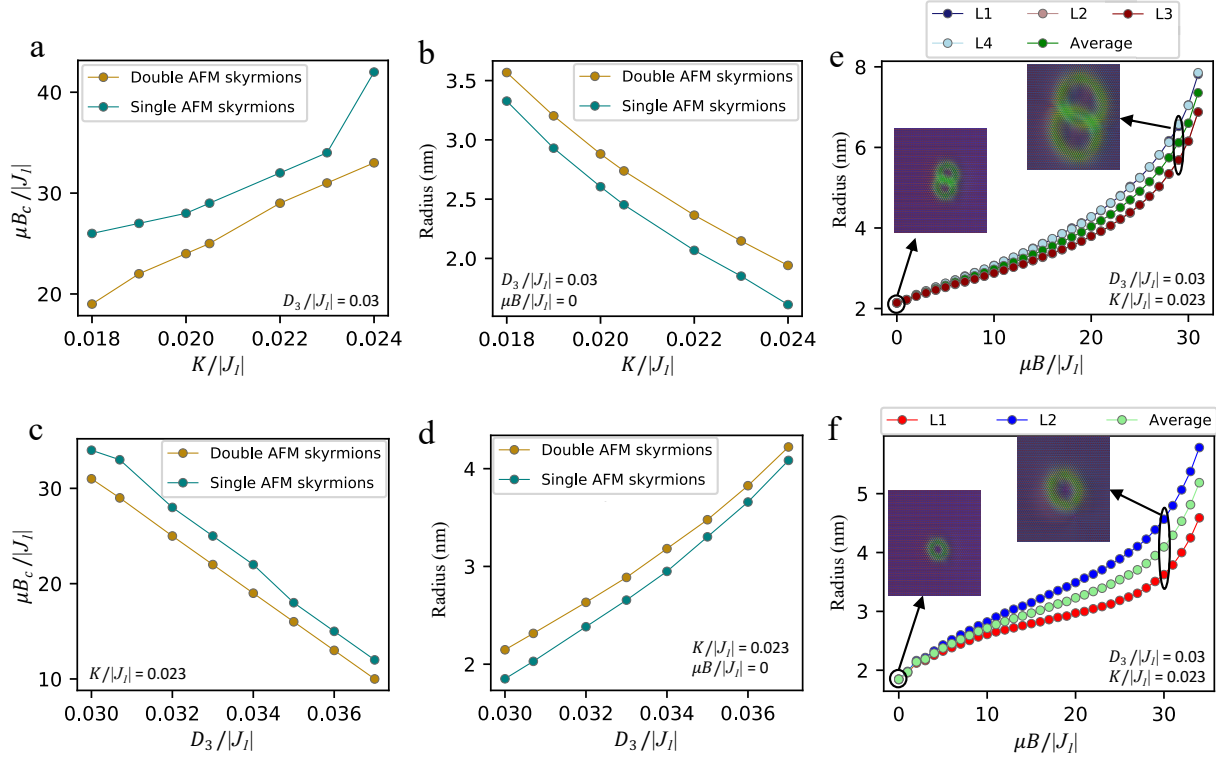 a
Double AFM skyrmions
Single AFM skyrmions
40
30
20
μB_c/|J_1|
D_3/|J_1| = 0.03
0.018 0.020 0.022 0.024
K/|J_1|
b
Double AFM skyrmions
Single AFM skyrmions
3.5
3.0
2.5
2.0
Radius (nm)
D_3/|J_1| = 0.03
μB/|J_1| = 0
0.018 0.020 0.022 0.024
K/|J_1|
L1 L2 L3
L4 Average
e
8
6
4
2
Radius (nm)
D_3/|J_1| = 0.03
K/|J_1| = 0.023
0 10 20 30
μB/|J_1|
c
Double AFM skyrmions
Single AFM skyrmions
30
20
10
μB_c/|J_1|
K/|J_1| = 0.023
0.030 0.032 0.034 0.036
D_3/|J_1|
d
Double AFM skyrmions
Single AFM skyrmions
4
3
2
Radius (nm)
K/|J_1| = 0.023
μB/|J_1| = 0
0.030 0.032 0.034 0.036
D_3/|J_1|
L1 L2 Average
f
5
4
3
2
Radius (nm)
D_3/|J_1| = 0.03
K/|J_1| = 0.023
0 10 20 30
μB/|J_1|